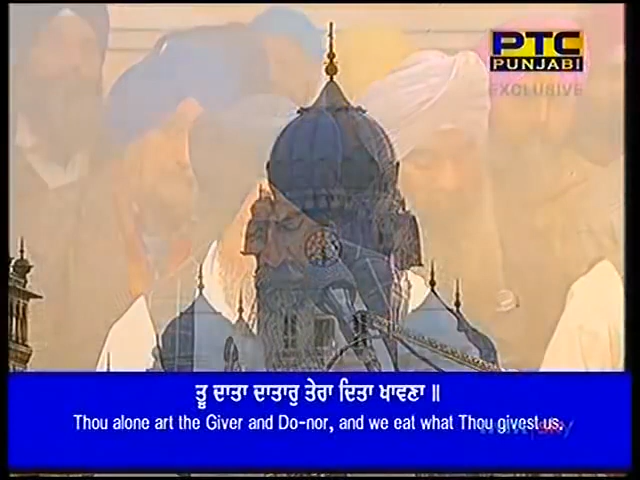 PTC
PUNJABI
EXCLUSIVE
ਤੂ ਦਾਤਾ ਦਾਤਾਰੁ ਤੇਰਾ ਦਿਤਾ ਖਾਵਣਾ ॥
Thou alone art the Giver and Do-nor, and we eat what Thou givest us.